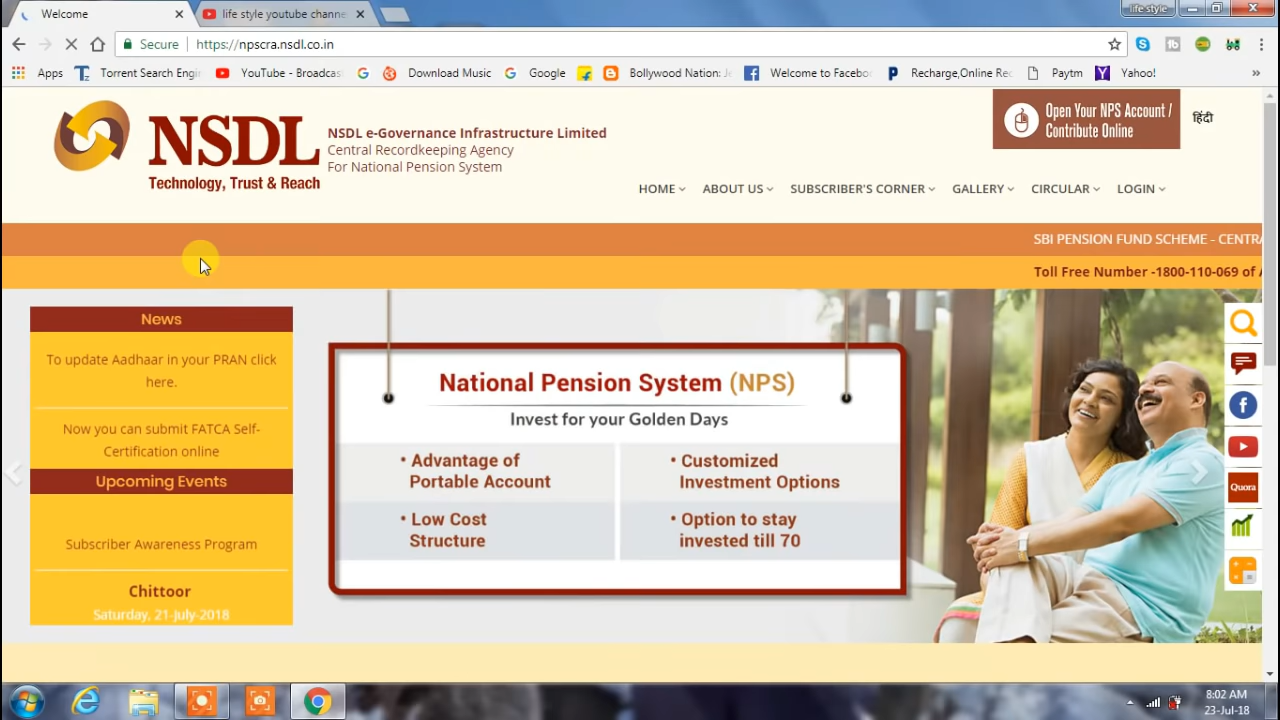 Welcome
life style youtube channe
life style
Secure
https://npscra.nsdl.co.in
Apps
Torrent Search Engi
YouTube - Broadcas
Download Music
Google
Bollywood Nation: Je
Welcome to Facebo
Recharge,Online Rec
Paytm
Yahoo!
NSDL
Technology, Trust & Reach
NSDL e-Governance Infrastructure Limited
Central Recordkeeping Agency
For National Pension System
Open Your NPS Account /
Contribute Online
हिंदी
HOME
ABOUT US
SUBSCRIBER'S CORNER
GALLERY
CIRCULAR
LOGIN
SBI PENSION FUND SCHEME - CENTRA
Toll Free Number -1800-110-069 of A
News
To update Aadhaar in your PRAN click
here.
Now you can submit FATCA Self-
Certification online
Upcoming Events
Subscriber Awareness Program
Chittoor
Saturday, 21-July-2018
National Pension System (NPS)
Invest for your Golden Days
• Advantage of
Portable Account
• Customized
Investment Options
• Low Cost
Structure
• Option to stay
invested till 70
Quora
8:02 AM
23-Jul-18